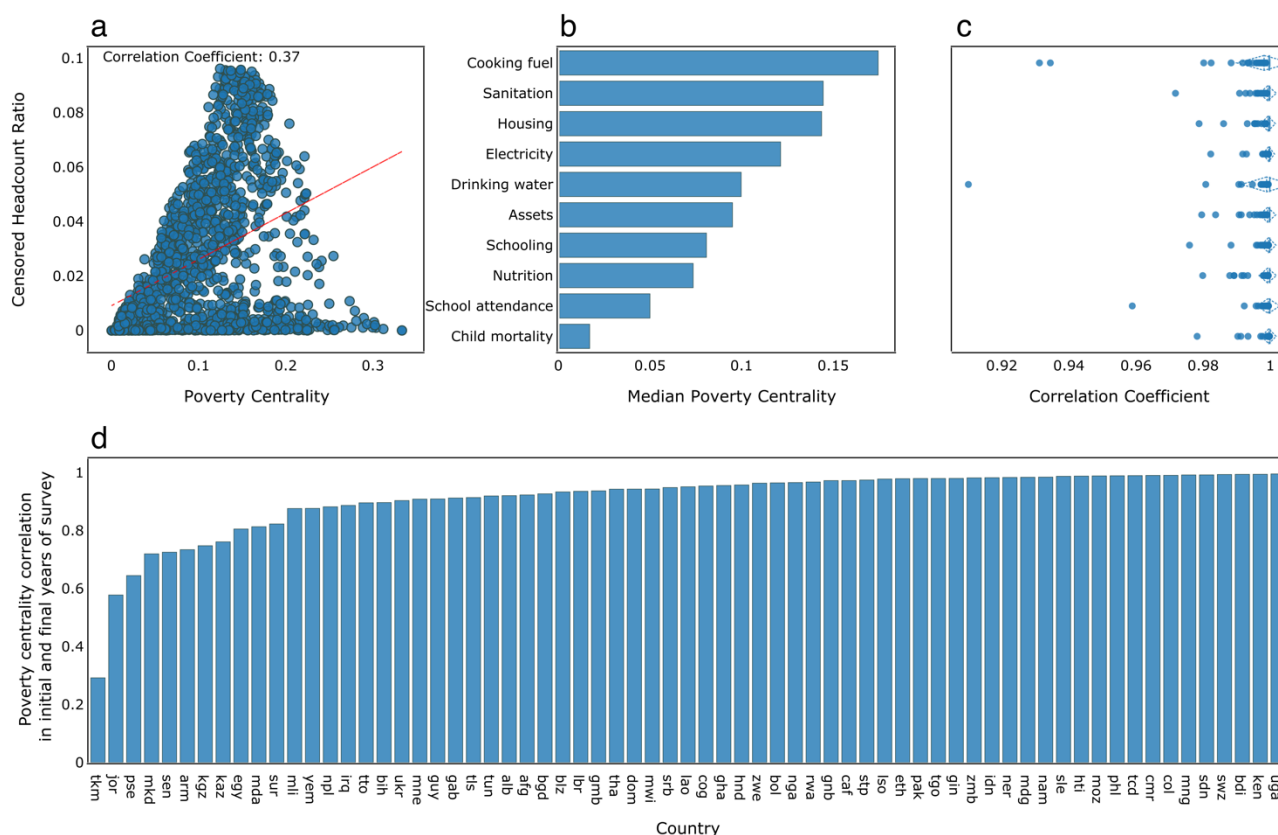 a
Correlation Coefficient: 0.37
0.1
0.08
0.06
0.04
0.02
0
Censored Headcount Ratio
0
0.1
0.2
0.3
Poverty Centrality
b
Cooking fuel
Sanitation
Housing
Electricity
Drinking water
Assets
Schooling
Nutrition
School attendance
Child mortality
0
0.05
0.1
0.15
Median Poverty Centrality
c
0.92
0.94
0.96
0.98
1
Correlation Coefficient
d
1
0.8
0.6
0.4
0.2
0
Poverty centrality correlation
in initial and final years of survey
tkm
jor
pse
mkd
sen
arm
kgz
kaz
egy
mda
sur
mli
yem
npl
irq
tto
bih
ukr
mne
guy
gab
tls
tun
alb
afg
bgd
blz
lbr
gmb
tha
dom
mwi
srb
lao
cog
gha
hnd
zwe
bol
nga
rwa
gnb
caf
stp
lso
eth
pak
tgo
gin
zmb
idn
ner
mdg
nam
sle
hti
moz
phl
tcd
cmr
col
mng
sdn
swz
bdi
ken
uga
Country